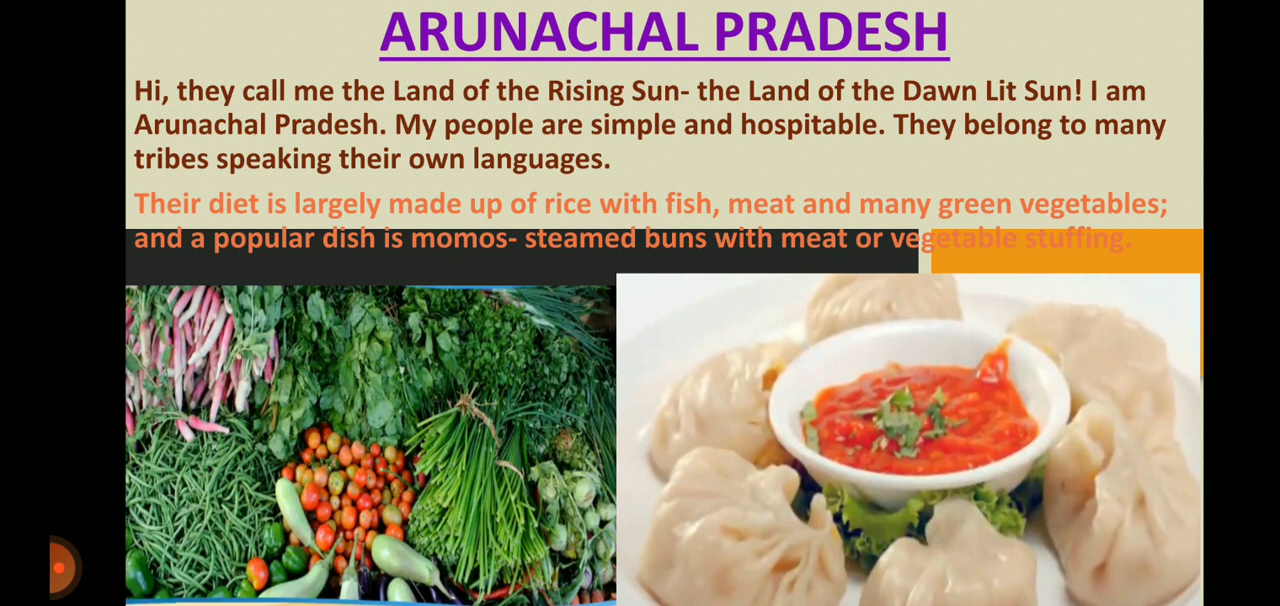 ARUNACHAL PRADESH
Hi, they call me the Land of the Rising Sun- the Land of the Dawn Lit Sun! I am
Arunachal Pradesh. My people are simple and hospitable. They belong to many
tribes speaking their own languages.
Their diet is largely made up of rice with fish, meat and many green vegetables;
and a popular dish is momos- steamed buns with meat or vegetable stuffing.